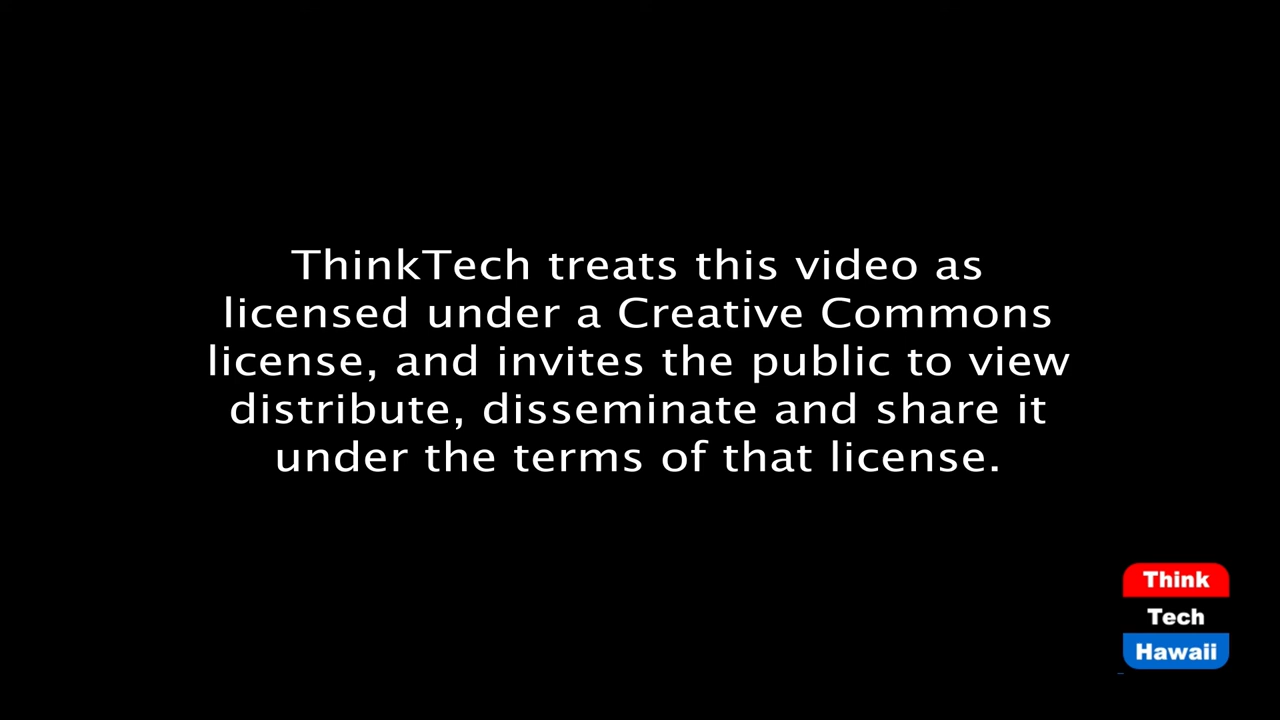 ThinkTech treats this video as
licensed under a Creative Commons
license, and invites the public to view
distribute, disseminate and share it
under the terms of that license.
Think
Tech
Hawaii